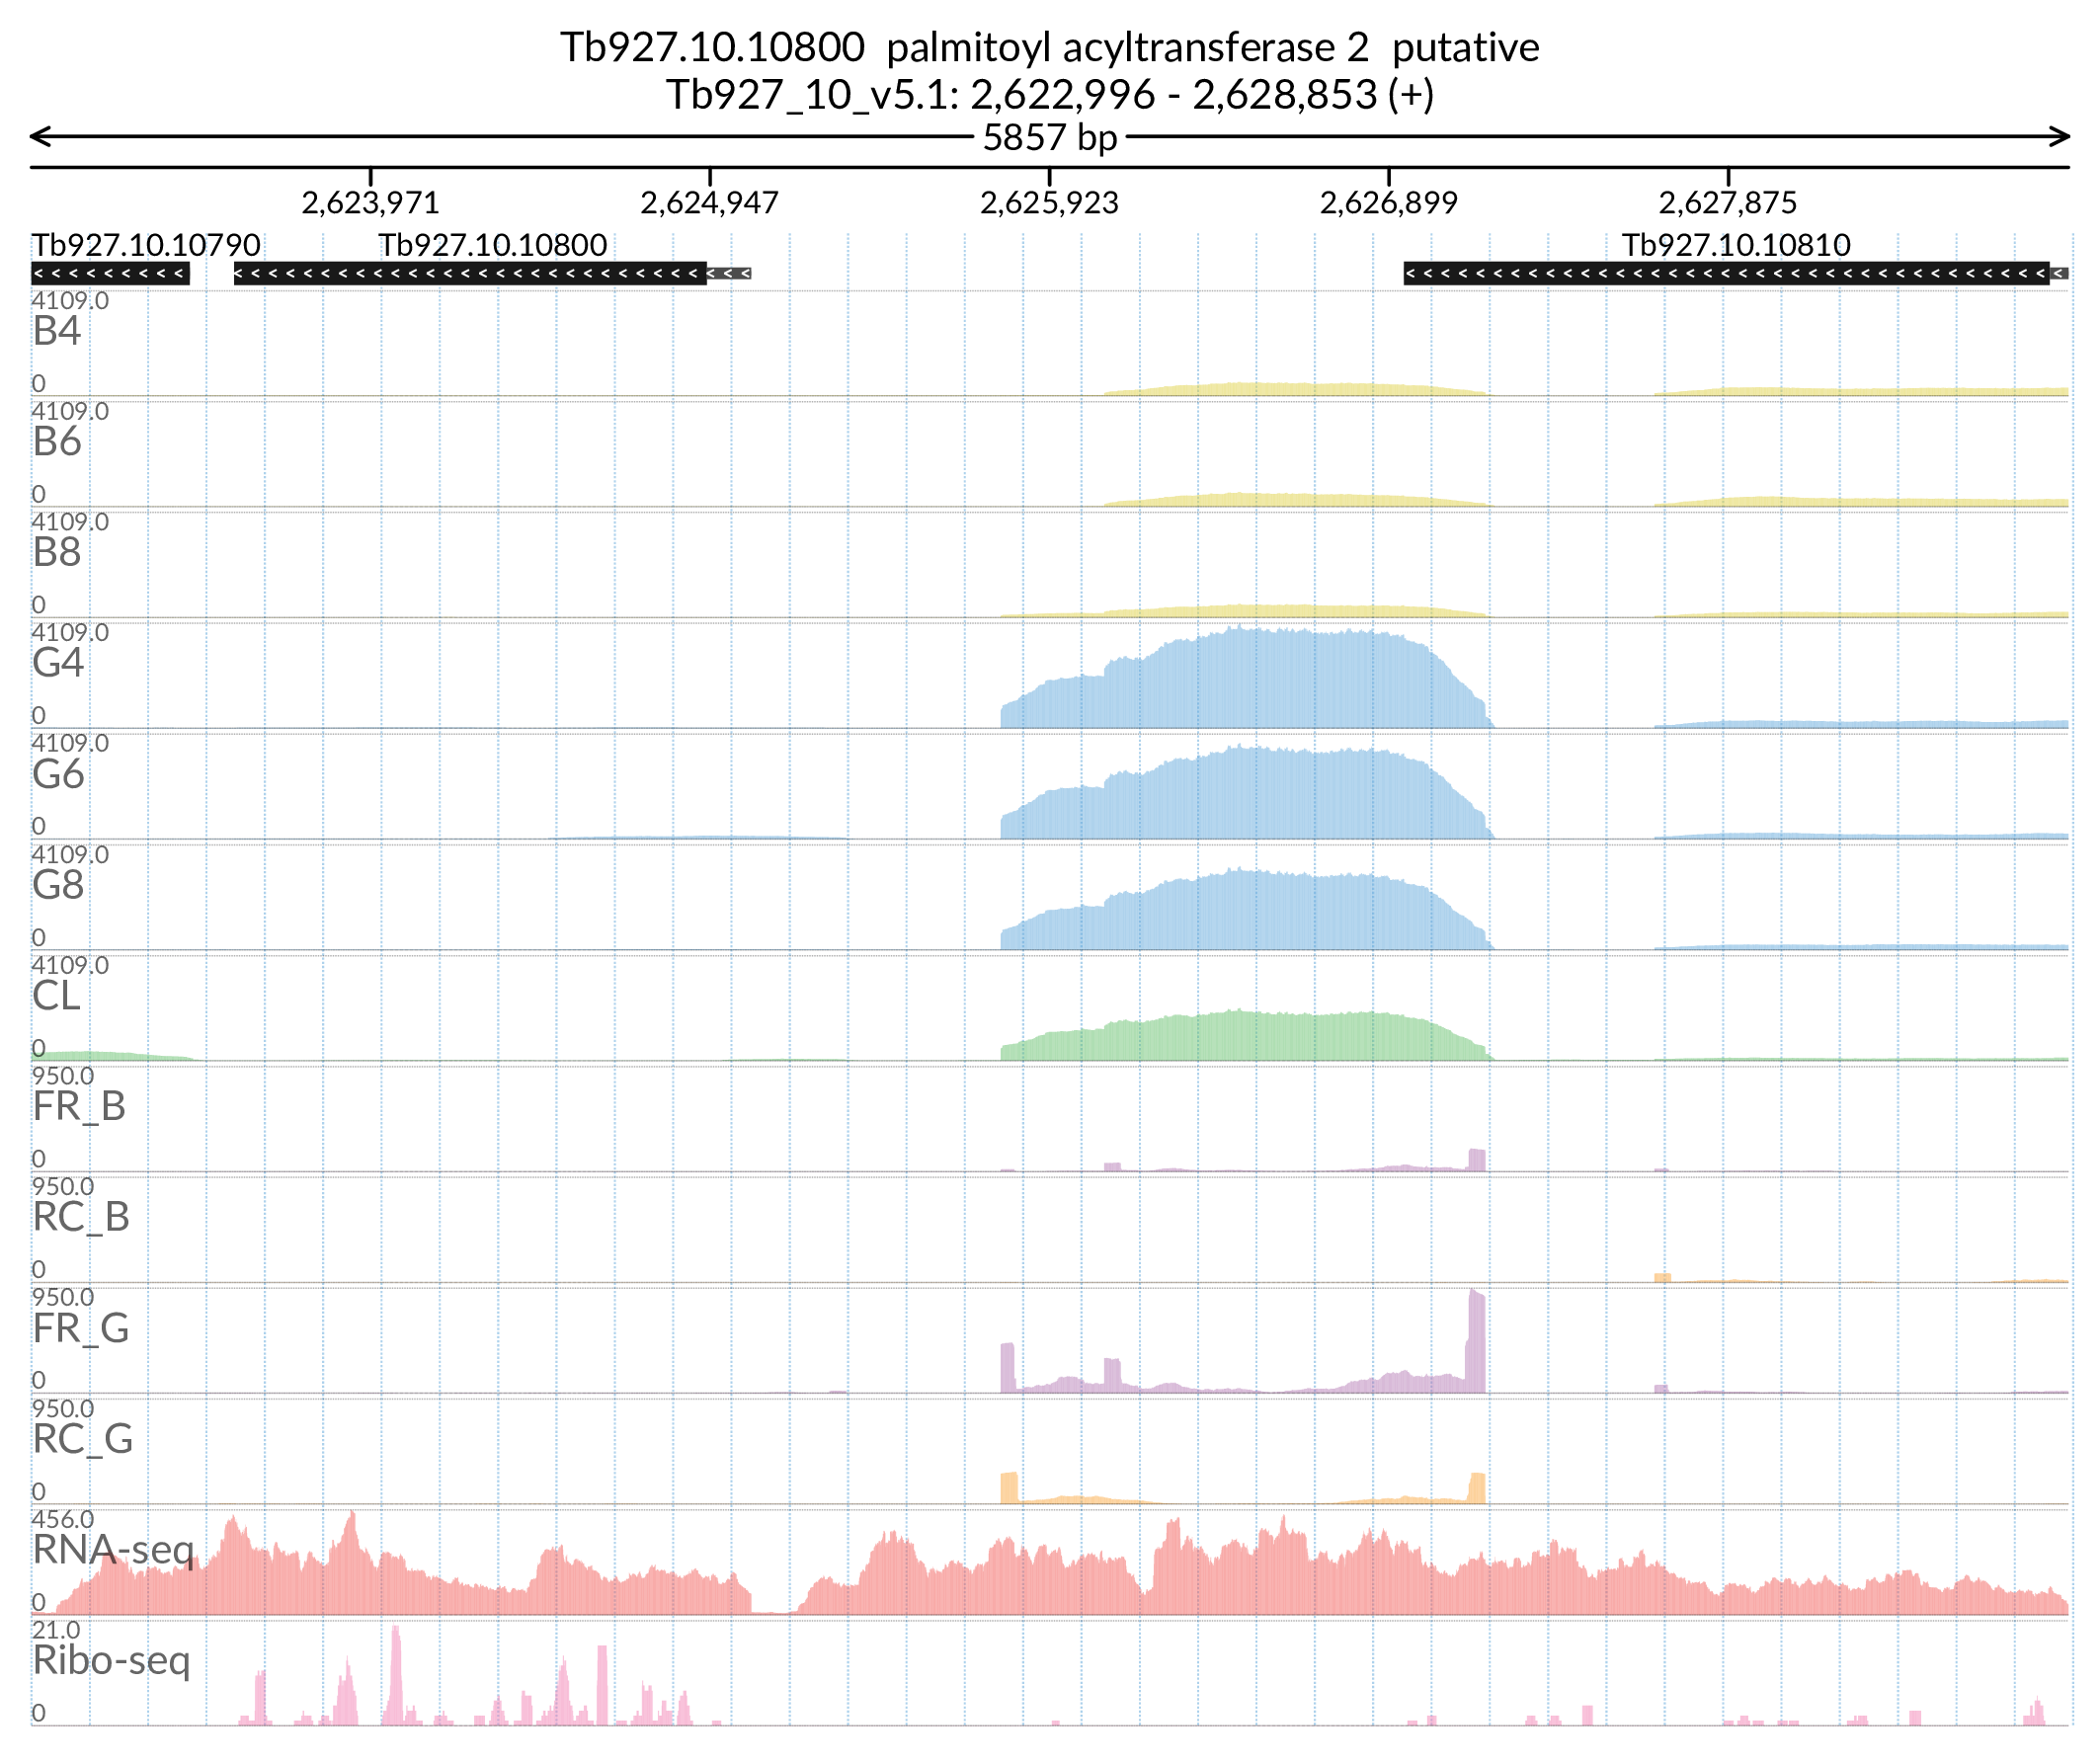 Tb927.10.10800 palmitoyl acyltransferase 2 putative
Tb927_10_v5.1: 2,622,996 - 2,628,853 (+)
5857 bp
2,623,971 2,624,947 2,625,923 2,626,899 2,627,875
Tb927.10.10790 Tb927.10.10800 Tb927.10.10810
4109.0
B4
0
4109.0
B6
0
4109.0
B8
0
4109.0
G4
0
4109.0
G6
0
4109.0
G8
0
4109.0
CL
0
950.0
FR_B
0
950.0
RC_B
0
950.0
FR_G
0
950.0
RC_G
0
456.0
RNA-seq
0
21.0
Ribo-seq
0